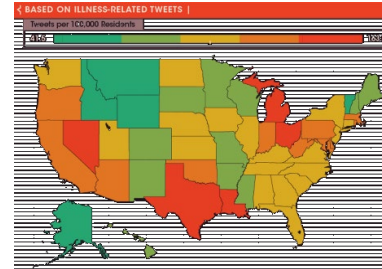 < BASED ON ILLNESS-RELATED TWEETS |
Tweets per 100,000 Residents